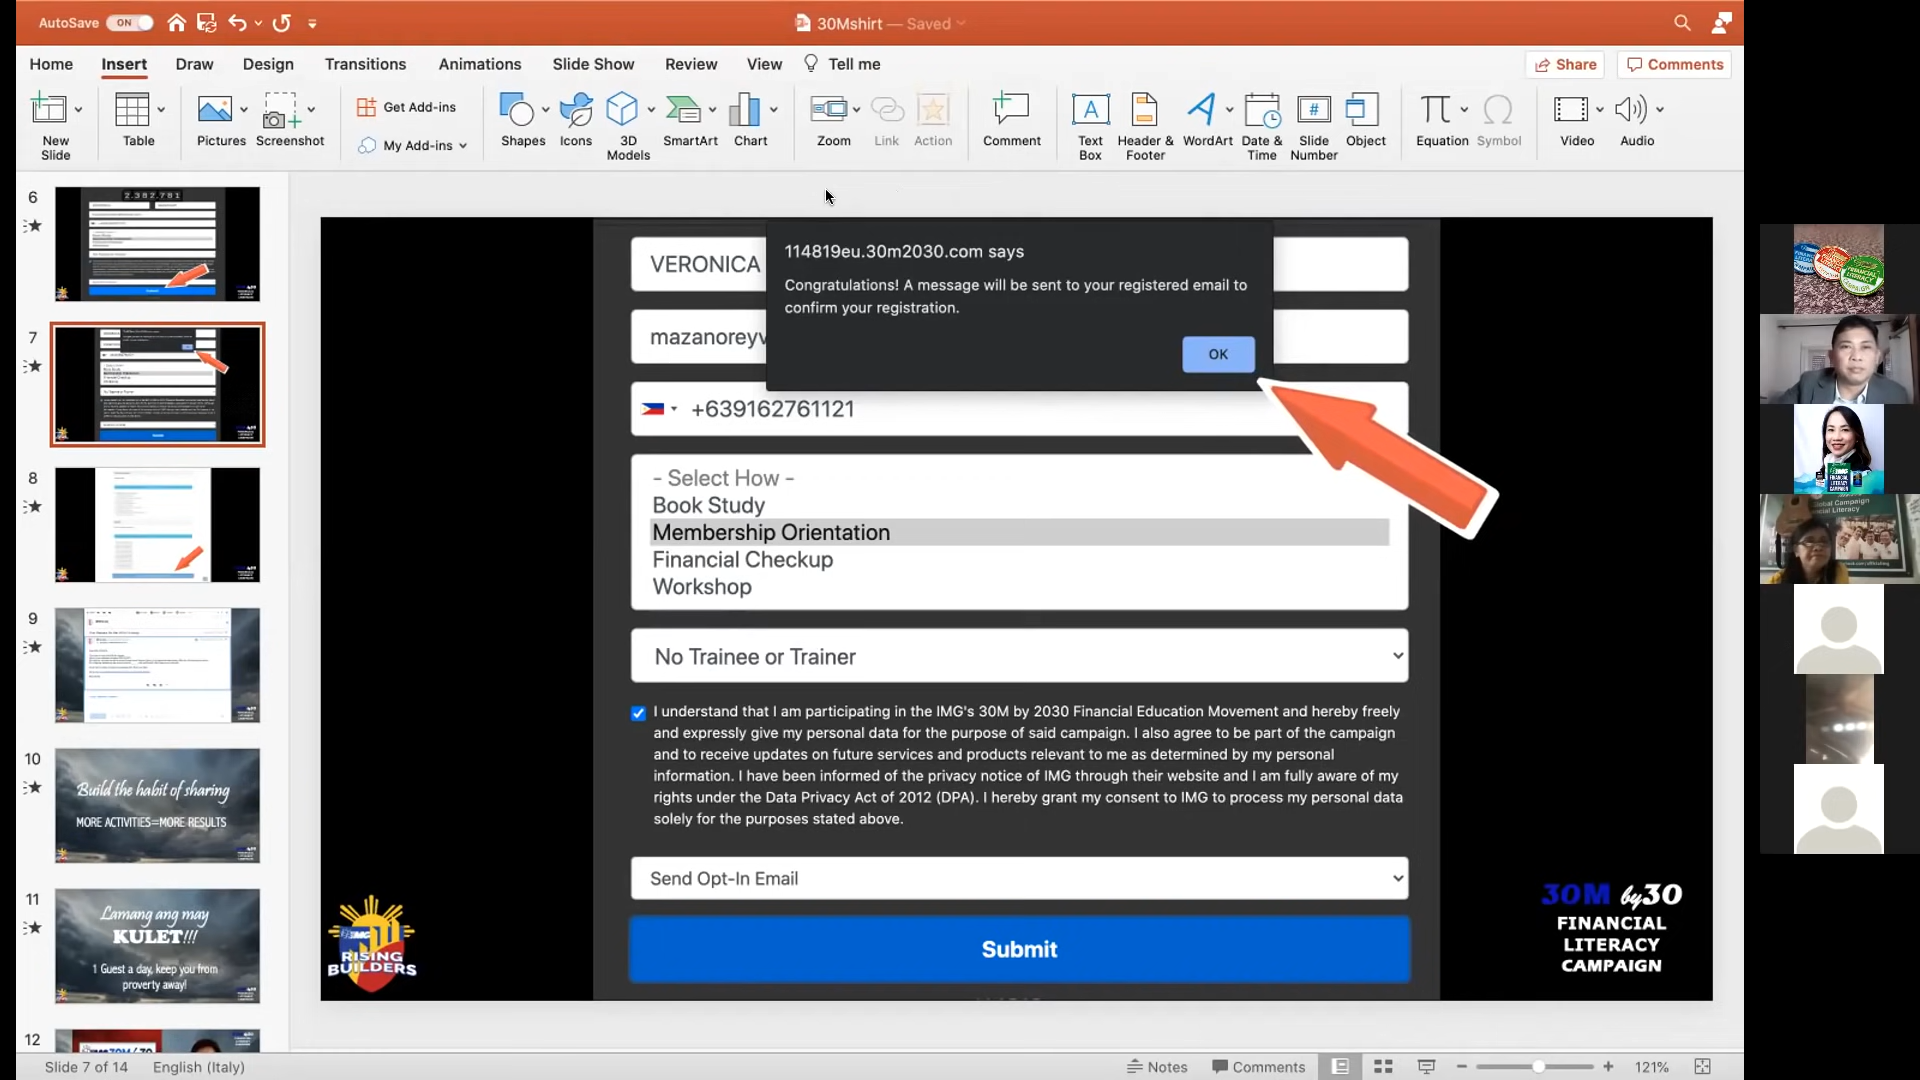 AutoSave ON
30Mshirt — Saved
Home Insert Draw Design Transitions Animations Slide Show Review View Tell me
Share Comments
New Slide
Table
Pictures
Screenshot
Get Add-ins
My Add-ins
Shapes
Icons
3D Models
SmartArt
Chart
Zoom
Link
Action
Comment
Text Box
Header & Footer
WordArt
Date & Time
Slide Number
Object
Equation
Symbol
Video
Audio
6
2,382,781
7
8
9
10
Build the habit of sharing
MORE ACTIVITIES=MORE RESULTS
11
Lamang ang may
KULET!!!
1 Guest a day, keep you from
proverty away!
12
VERONICA
114819eu.30m2030.com says
Congratulations! A message will be sent to your registered email to
confirm your registration.
OK
mazanoreyv
+639162761121
- Select How -
Book Study
Membership Orientation
Financial Checkup
Workshop
No Trainee or Trainer
I understand that I am participating in the IMG's 30M by 2030 Financial Education Movement and hereby freely
and expressly give my personal data for the purpose of said campaign. I also agree to be part of the campaign
and to receive updates on future services and products relevant to me as determined by my personal
information. I have been informed of the privacy notice of IMG through their website and I am fully aware of my
rights under the Data Privacy Act of 2012 (DPA). I hereby grant my consent to IMG to process my personal data
solely for the purposes stated above.
Send Opt-In Email
Submit
IMG
RISING
BUILDERS
30M by30
FINANCIAL
LITERACY
CAMPAIGN
Slide 7 of 14 English (Italy)
Notes Comments 121%